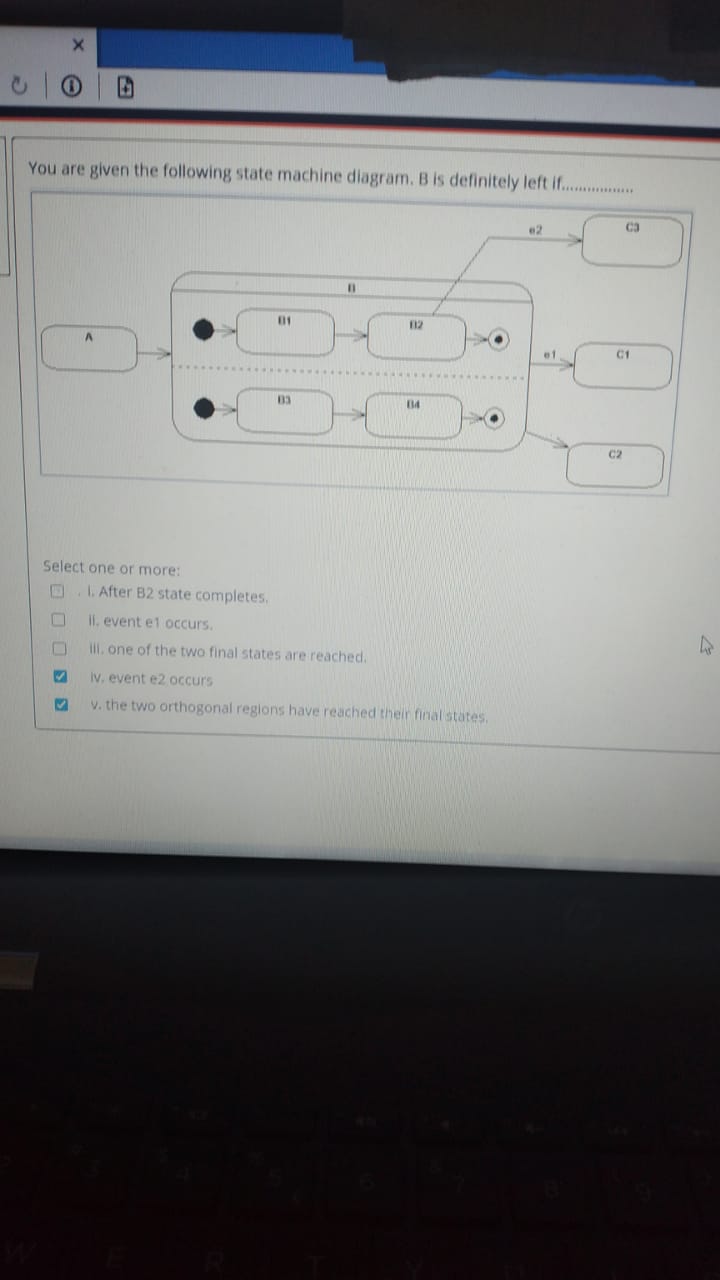 You are given the following state machine diagram. B is definitely left if.................
e2
C3
B
B1
B2
A
e1
C1
B3
B4
C2
Select one or more:
i. After B2 state completes.
ii. event e1 occurs.
iii. one of the two final states are reached.
iv. event e2 occurs
v. the two orthogonal regions have reached their final states.